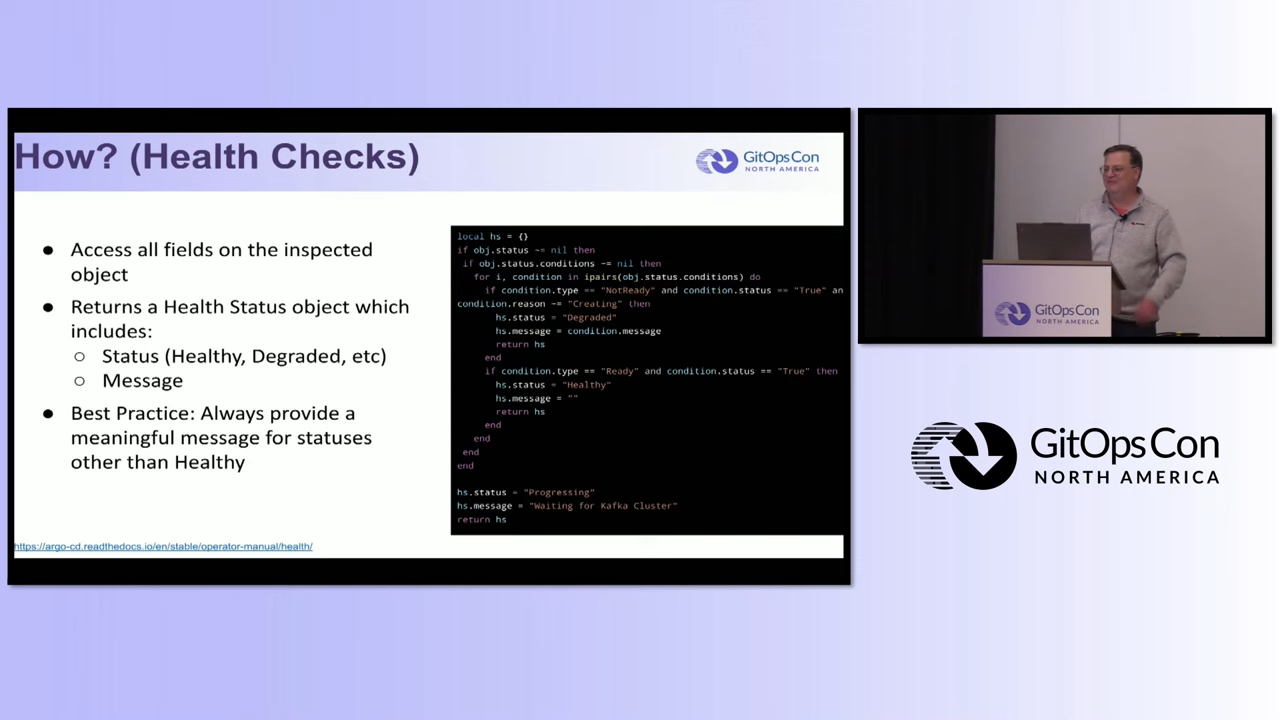 How? (Health Checks)
GitOpsCon
NORTH AMERICA
● Access all fields on the inspected
object
● Returns a Health Status object which
includes:
○ Status (Healthy, Degraded, etc)
○ Message
● Best Practice: Always provide a
meaningful message for statuses
other than Healthy
https://argo-cd.readthedocs.io/en/stable/operator-manual/health/
local hs = {}
if obj.status ~= nil then
if obj.status.conditions ~= nil then
for i, condition in ipairs(obj.status.conditions) do
if condition.type == "NotReady" and condition.status == "True" an
condition.reason ~= "Creating" then
hs.status = "Degraded"
hs.message = condition.message
return hs
end
if condition.type == "Ready" and condition.status == "True" then
hs.status = "Healthy"
hs.message = ""
return hs
end
end
end
end
hs.status = "Progressing"
hs.message = "Waiting for Kafka Cluster"
return hs
GitOpsCon
NORTH AMERICA
GitOpsCon
NORTH AMERICA